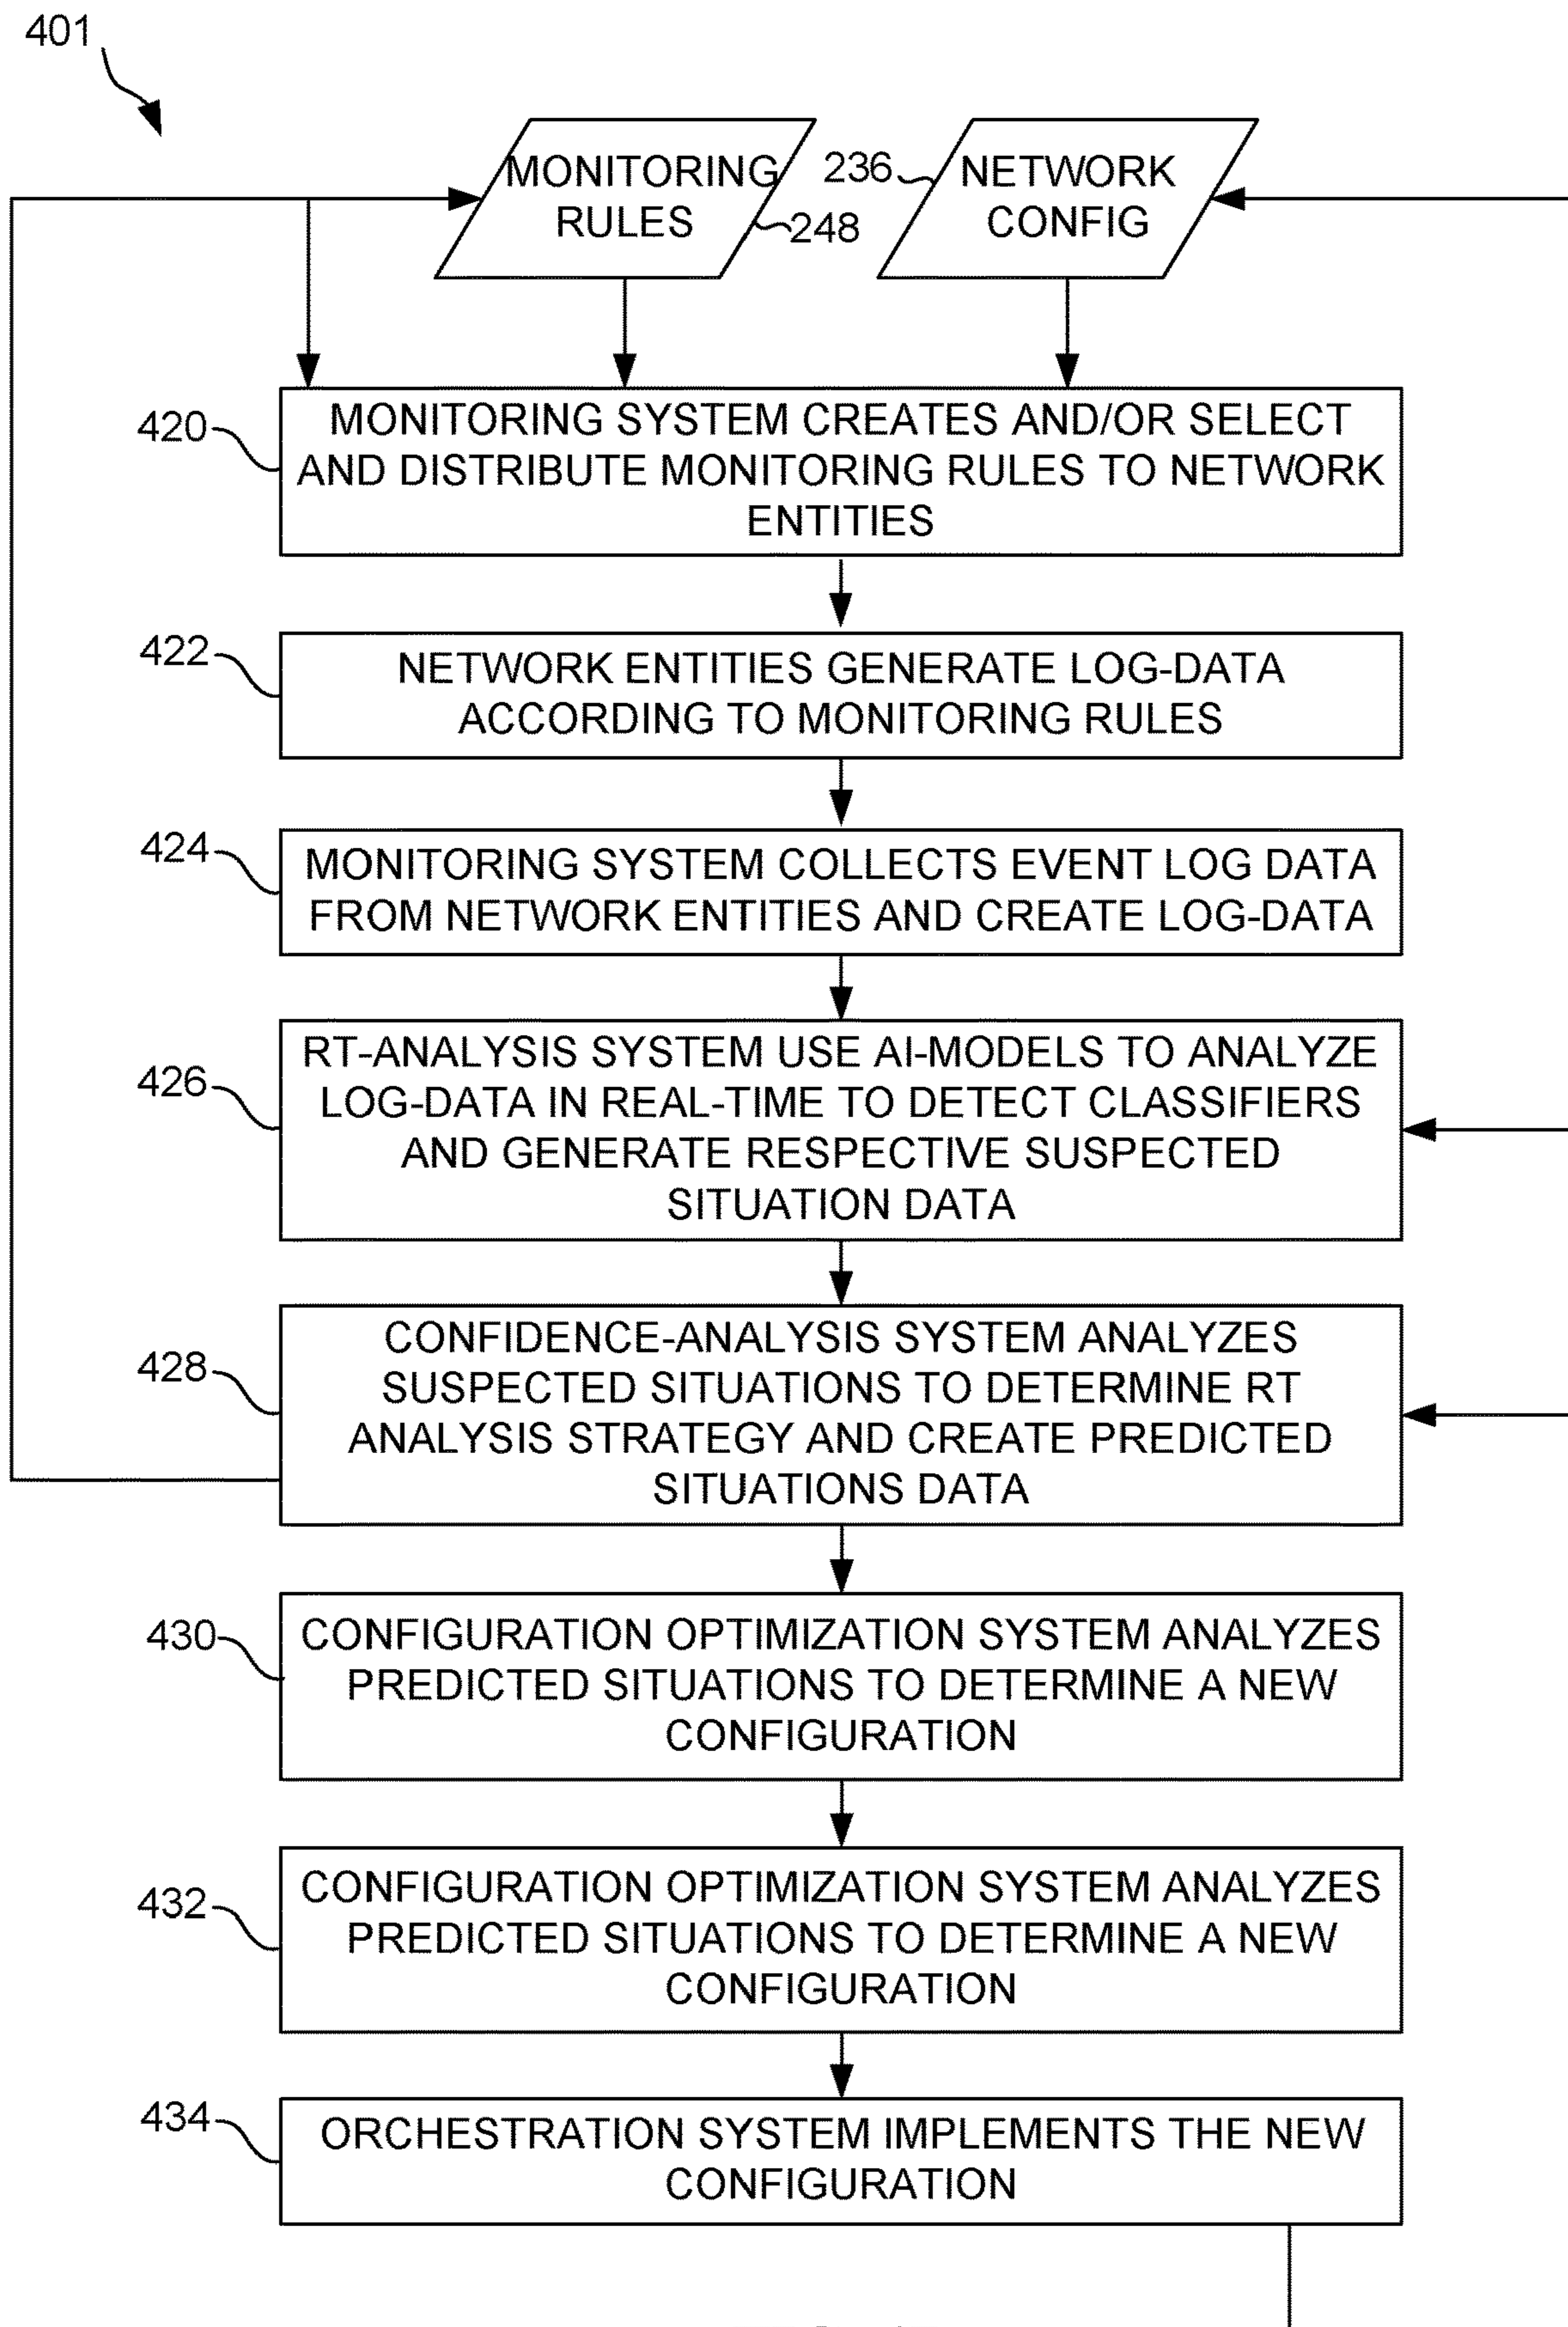 401
MONITORING
RULES
248
236
NETWORK
CONFIG
420
MONITORING SYSTEM CREATES AND/OR SELECT
AND DISTRIBUTE MONITORING RULES TO NETWORK
ENTITIES
422
NETWORK ENTITIES GENERATE LOG-DATA
ACCORDING TO MONITORING RULES
424
MONITORING SYSTEM COLLECTS EVENT LOG DATA
FROM NETWORK ENTITIES AND CREATE LOG-DATA
426
RT-ANALYSIS SYSTEM USE AI-MODELS TO ANALYZE
LOG-DATA IN REAL-TIME TO DETECT CLASSIFIERS
AND GENERATE RESPECTIVE SUSPECTED
SITUATION DATA
428
CONFIDENCE-ANALYSIS SYSTEM ANALYZES
SUSPECTED SITUATIONS TO DETERMINE RT
ANALYSIS STRATEGY AND CREATE PREDICTED
SITUATIONS DATA
430
CONFIGURATION OPTIMIZATION SYSTEM ANALYZES
PREDICTED SITUATIONS TO DETERMINE A NEW
CONFIGURATION
432
CONFIGURATION OPTIMIZATION SYSTEM ANALYZES
PREDICTED SITUATIONS TO DETERMINE A NEW
CONFIGURATION
434
ORCHESTRATION SYSTEM IMPLEMENTS THE NEW
CONFIGURATION